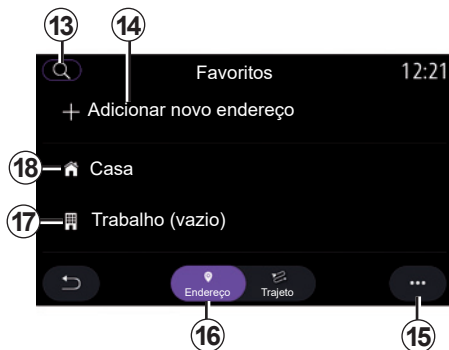 13 14
Favoritos 12:21
+ Adicionar novo endereço
18 Casa
17 Trabalho (vazio)
Endereço Trajeto ...
16 15